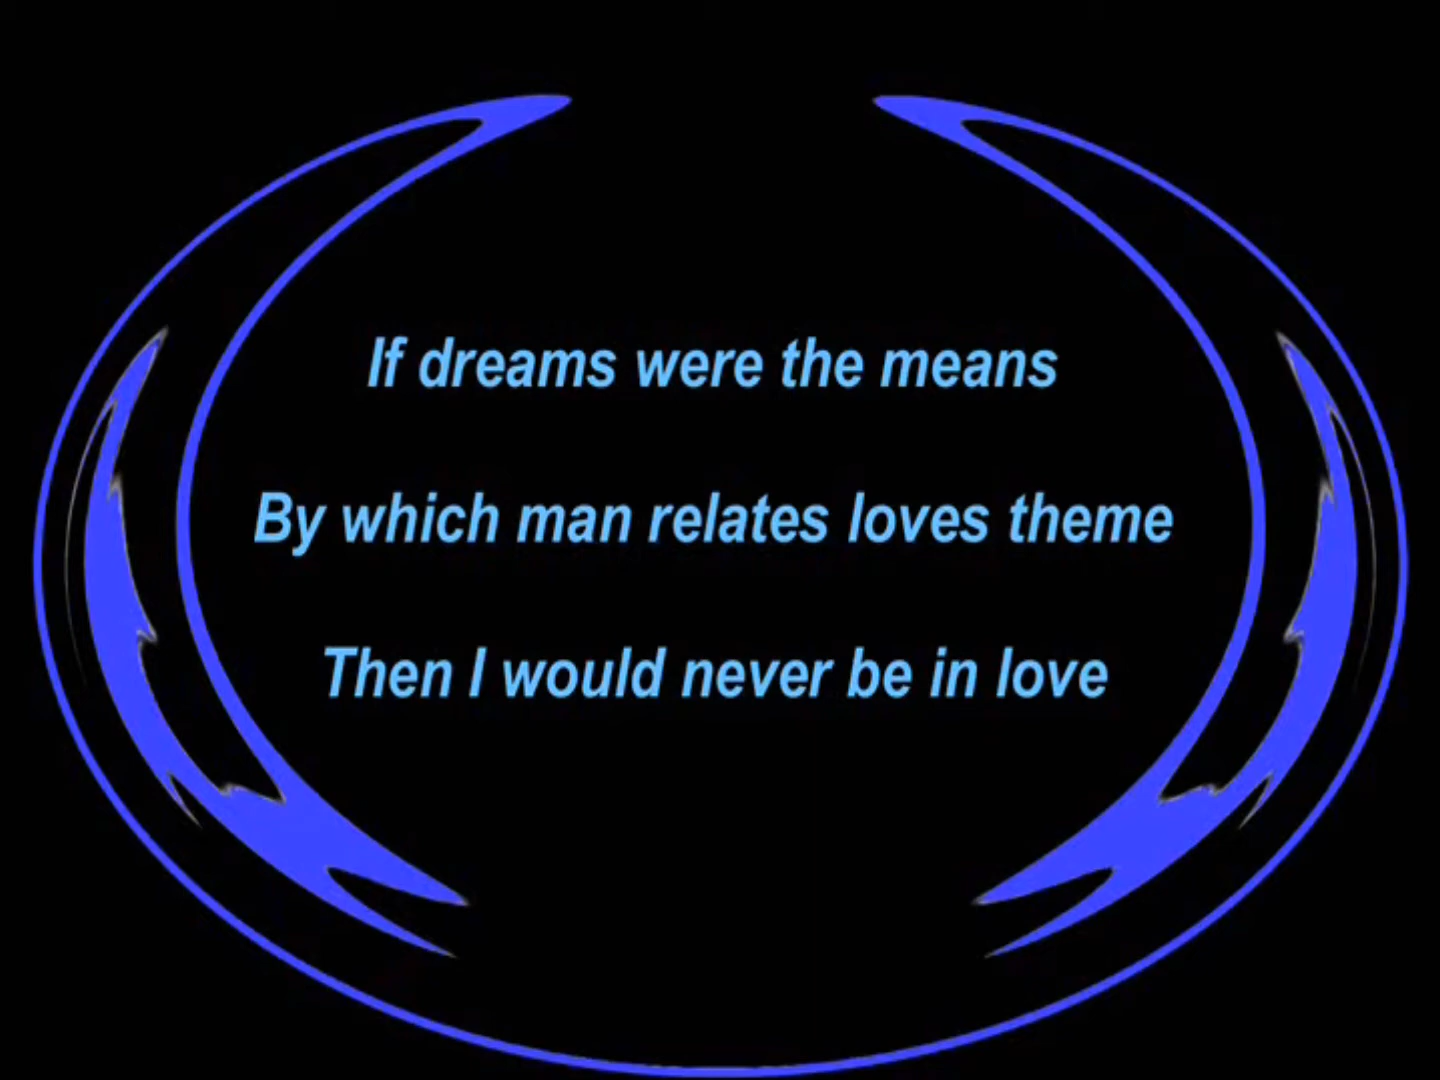 If dreams were the means
By which man relates loves theme
Then I would never be in love